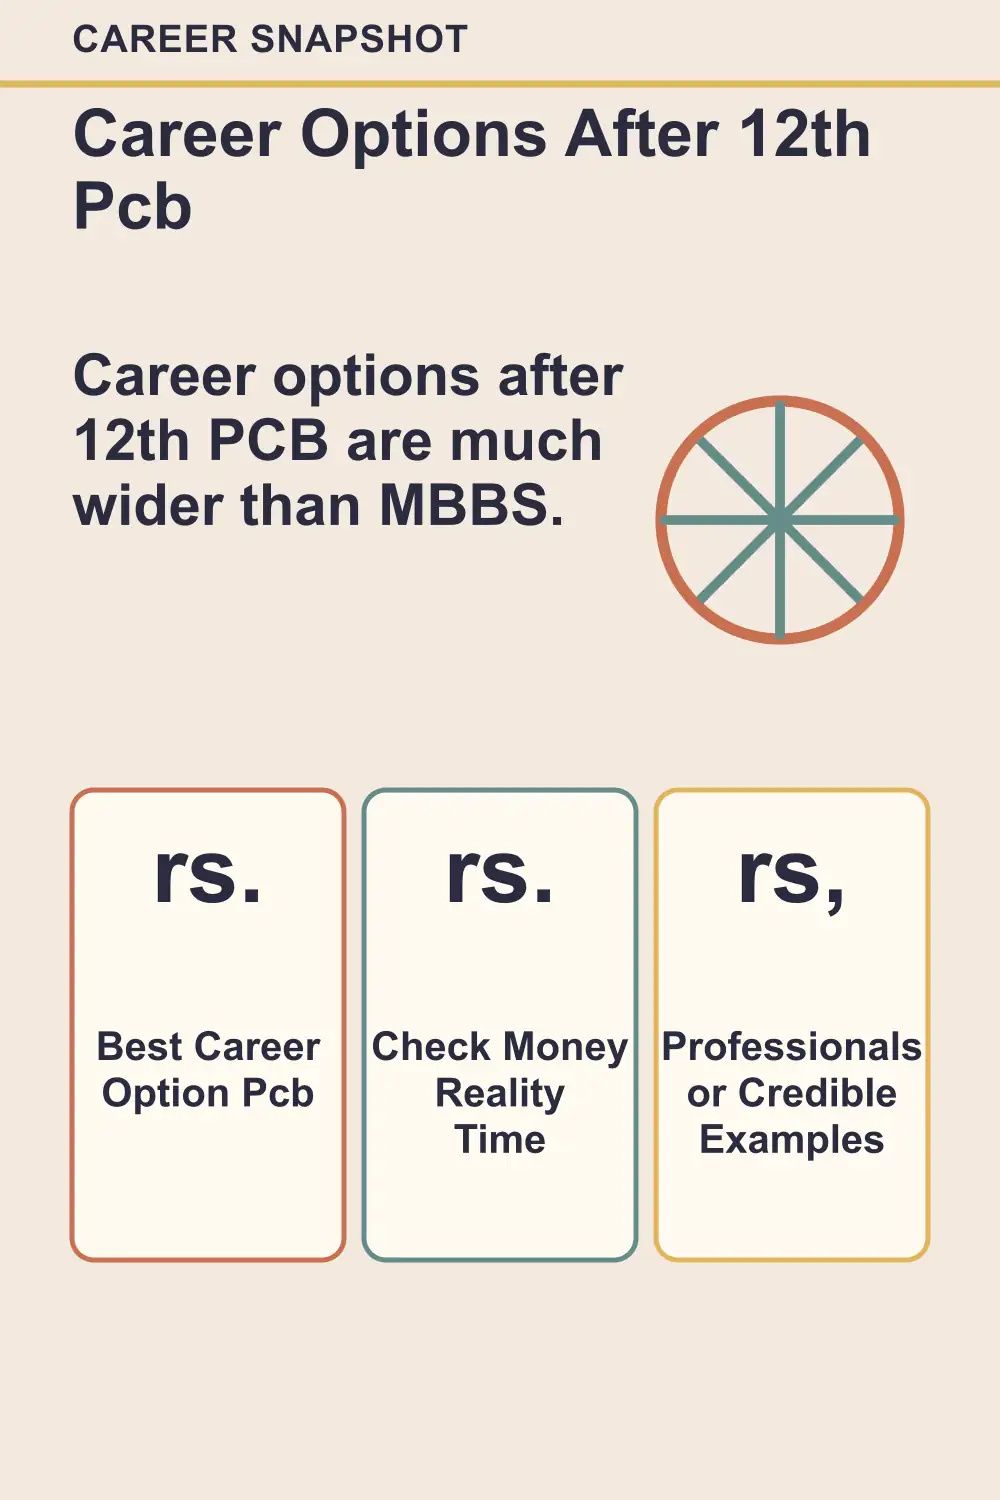 CAREER SNAPSHOT
Career Options After 12th
Pcb
Career options after
12th PCB are much
wider than MBBS.
rs.
Best Career
Option Pcb
rs.
Check Money
Reality
Time
rs,
Professionals
or Credible
Examples